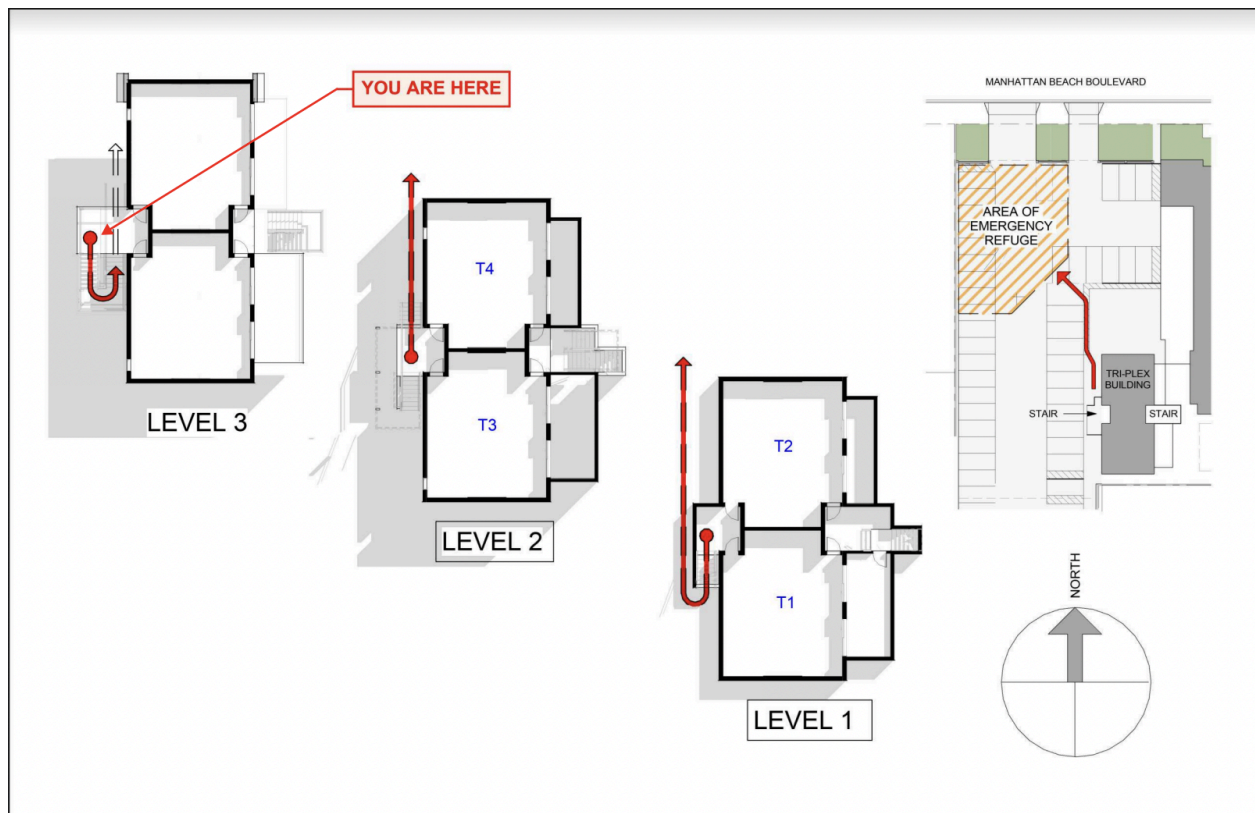 YOU ARE HERE
LEVEL 3
T4
T3
LEVEL 2
T2
T1
LEVEL 1
MANHATTAN BEACH BOULEVARD
AREA OF
EMERGENCY
REFUGE
TRI-PLEX
BUILDING
STAIR
STAIR
NORTH